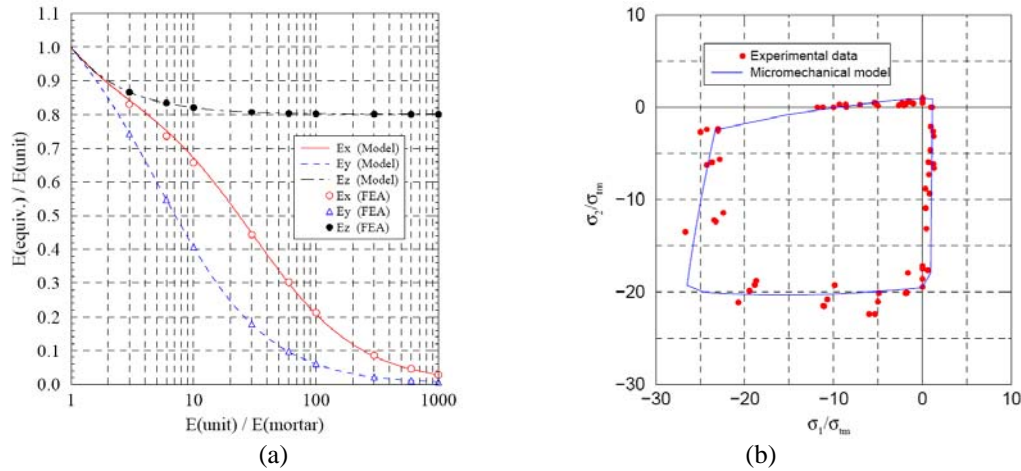 1.1
1.0
0.9
0.8
0.7
0.6
0.5
0.4
0.3
0.2
0.1
0.0
E(equiv.) / E(unit)
Ex (Model)
Ey (Model)
Ez (Model)
Ex (FEA)
Ey (FEA)
Ez (FEA)
1 10 100 1000
E(unit) / E(mortar)
(a)
10
0
−10
−20
−30
σ₂/σₜₘ
Experimental data
Micromechanical model
−30 −20 −10 0 10
σ₁/σₜₘ
(b)